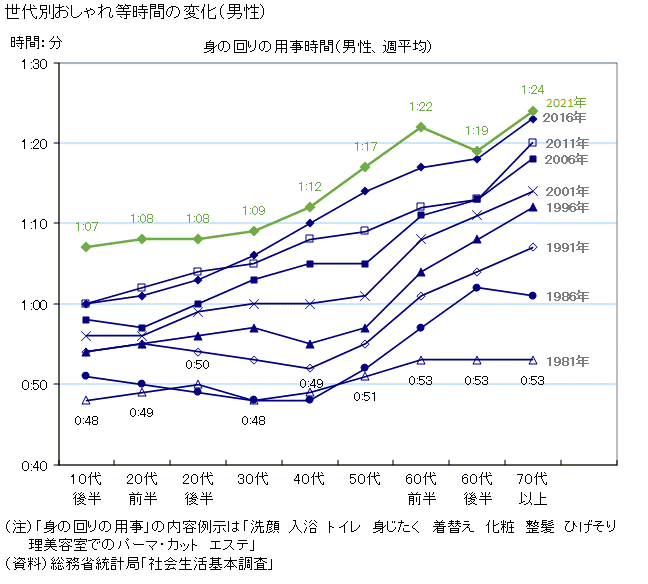 世代別おしゃれ等時間の変化(男性)
時間:分
身の回りの用事時間(男性、週平均)
1:30
1:24
2021年
1:22
2016年
1:20
1:19
1:17
2011年
2006年
1:12
2001年
1:10
1:09
1:08
1:08
1:07
1996年
1991年
1:00
1986年
1981年
0:50
0:50
0:49
0:53
0:53
0:53
0:51
0:48
0:49
0:48
0:40
10代後半
20代前半
20代後半
30代
40代
50代
60代前半
60代後半
70代以上
(注)「身の回りの用事」の内容例示は「洗顔 入浴 トイレ 身じたく 着替え 化粧 整髪 ひげそり
理美容室でのパーマ・カット エステ」
(資料)総務省統計局「社会生活基本調査」